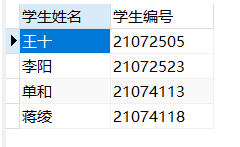 学生姓名 学生编号
王十 21072505
李阳 21072523
单和 21074113
蒋绫 21074118